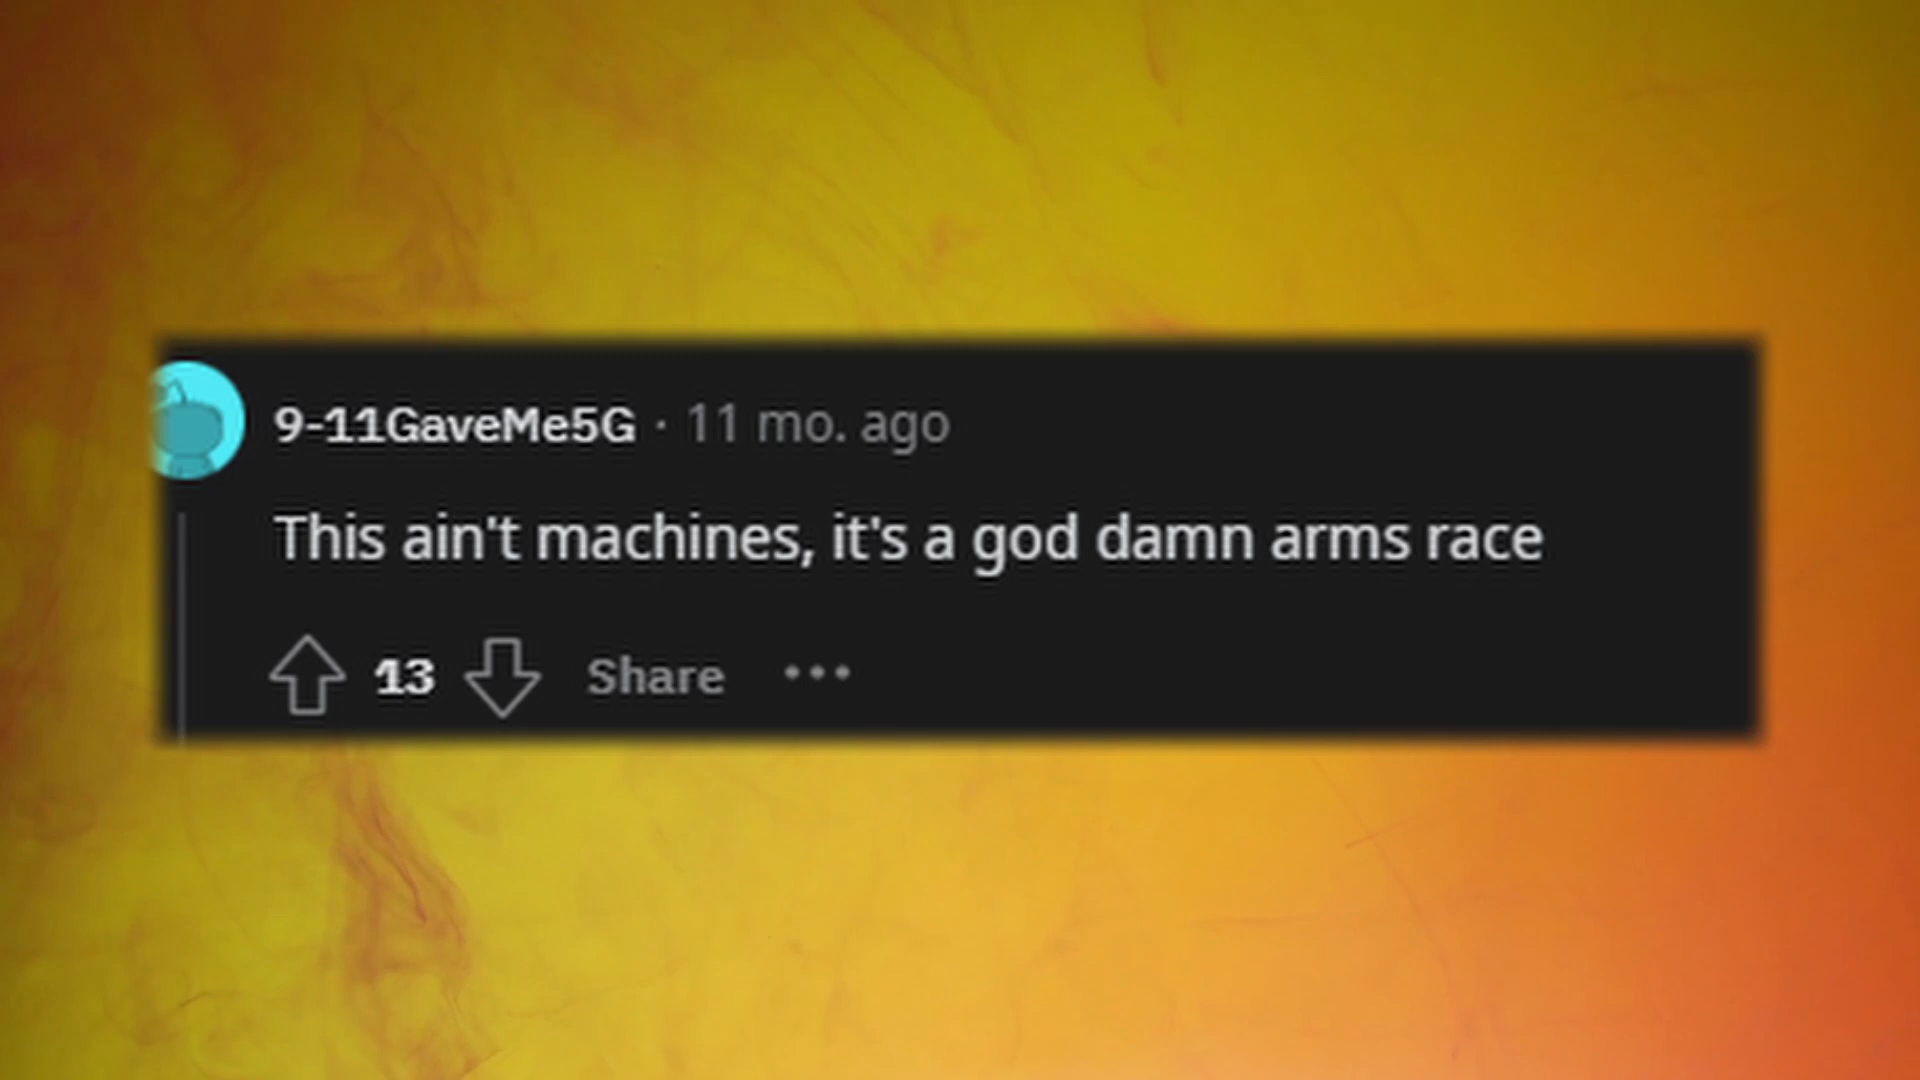 9-11GaveMe5G · 11 mo. ago
This ain't machines, it's a god damn arms race
13 Share ···